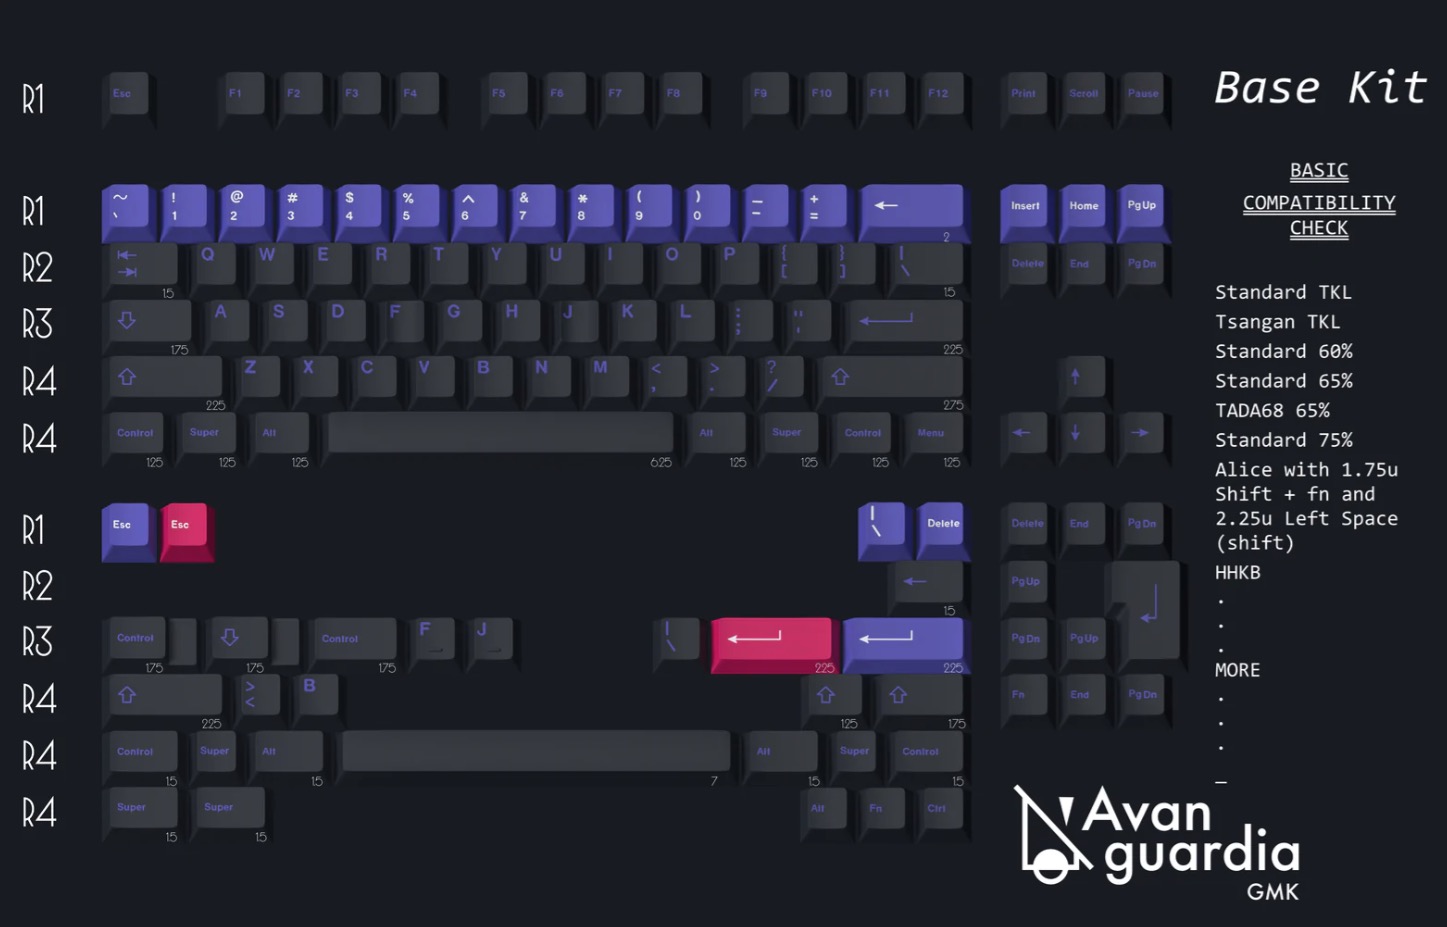 Base Kit
BASIC
COMPATIBILITY
CHECK
Standard TKL
Tsangan TKL
Standard 60%
Standard 65%
TADA68 65%
Standard 75%
Alice with 1.75u
Shift + fn and
2.25u Left Space
(shift)
HHKB
.
.
.
MORE
.
.
.
_
R1 Esc F1 F2 F3 F4 F5 F6 F7 F8 F9 F10 F11 F12 Print Scroll Pause
R1 ~ ! @ # $ % ^ & * ( ) _ + ← Insert Home PgUp
` 1 2 3 4 5 6 7 8 9 0 - =
2
R2 ⇤ Q W E R T Y U I O P { } | Delete End PgDn
⇥ [ ] \
15 15
R3 ⇩ A S D F G H J K L : " ↵
; '
175 225
R4 ⇧ Z X C V B N M < > ? ⇧ ↑
, . /
225 275
R4 Control Super Alt Alt Super Control Menu ← ↓ →
125 125 125 625 125 125 125 125
R1 Esc Esc | Delete Delete End PgDn
\
R2 ← PgUp ↵
15
R3 Control ⇩ Control F J | ↵ ↵ PgDn PgUp
\
175 175 175 225 225
R4 ⇧ > B ⇧ ⇧ Fn End PgDn
<
225 125 175
R4 Control Super Alt Alt Super Control
15 15 7 15 15
R4 Super Super Alt Fn Ctrl
15 15
Avan
guardia
GMK